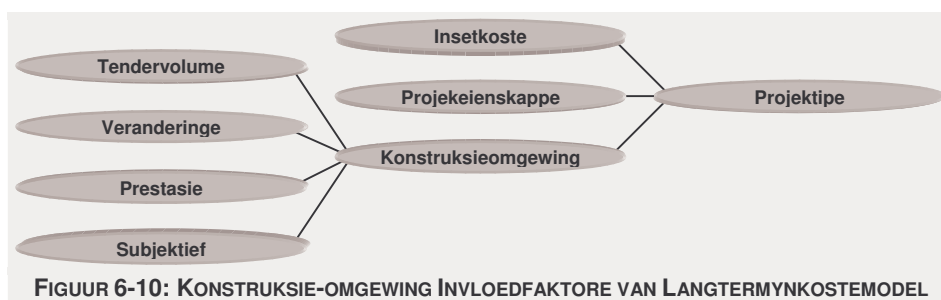 Insetkoste
Tendervolume
Projekeienskappe
Projektipe
Veranderinge
Konstruksieomgewing
Prestasie
Subjektief
FIGUUR 6-10: KONSTRUKSIE-OMGEWING INVLOEDFAKTORE VAN LANGTERMYNKOSTEMODEL